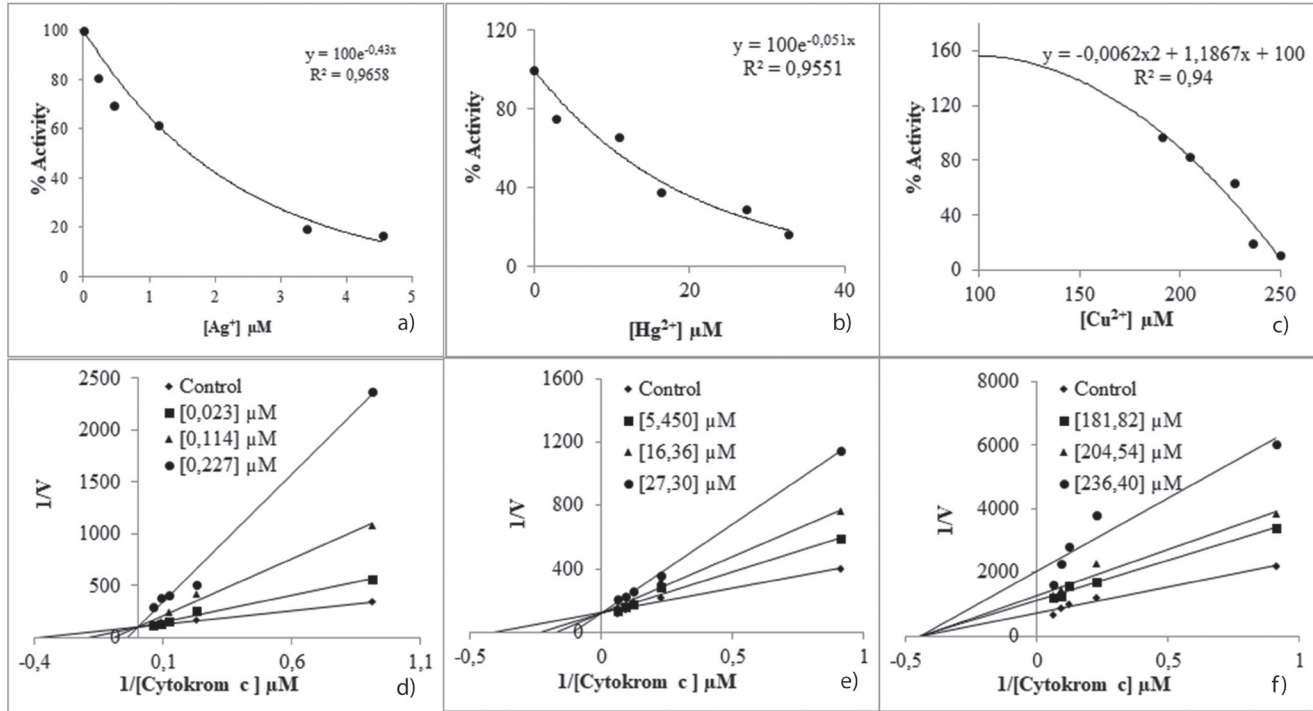 y = 100e-0,43x
R² = 0,9658
% Activity
100
80
60
40
20
0
0 1 2 3 4 5
[Ag+] µM
a)
y = 100e-0,051x
R² = 0,9551
% Activity
120
80
40
0
0 20 40
[Hg2+] µM
b)
y = -0,0062x2 + 1,1867x + 100
R² = 0,94
% Activity
160
120
80
40
0
100 150 200 250
[Cu2+] µM
c)
Control
[0,023] µM
[0,114] µM
[0,227] µM
1/V
2500
2000
1500
1000
500
0
-0,4 0,1 0,6 1,1
1/[Cytokrom c ] µM
d)
Control
[5,450] µM
[16,36] µM
[27,30] µM
1/V
1600
1200
800
400
0
-0,5 0 0,5 1
1/[Cytokrom c ] µM
e)
Control
[181,82] µM
[204,54] µM
[236,40] µM
1/V
8000
6000
4000
2000
0
-0,5 0 0,5 1
1/[Cytokrom c ] µM
f)